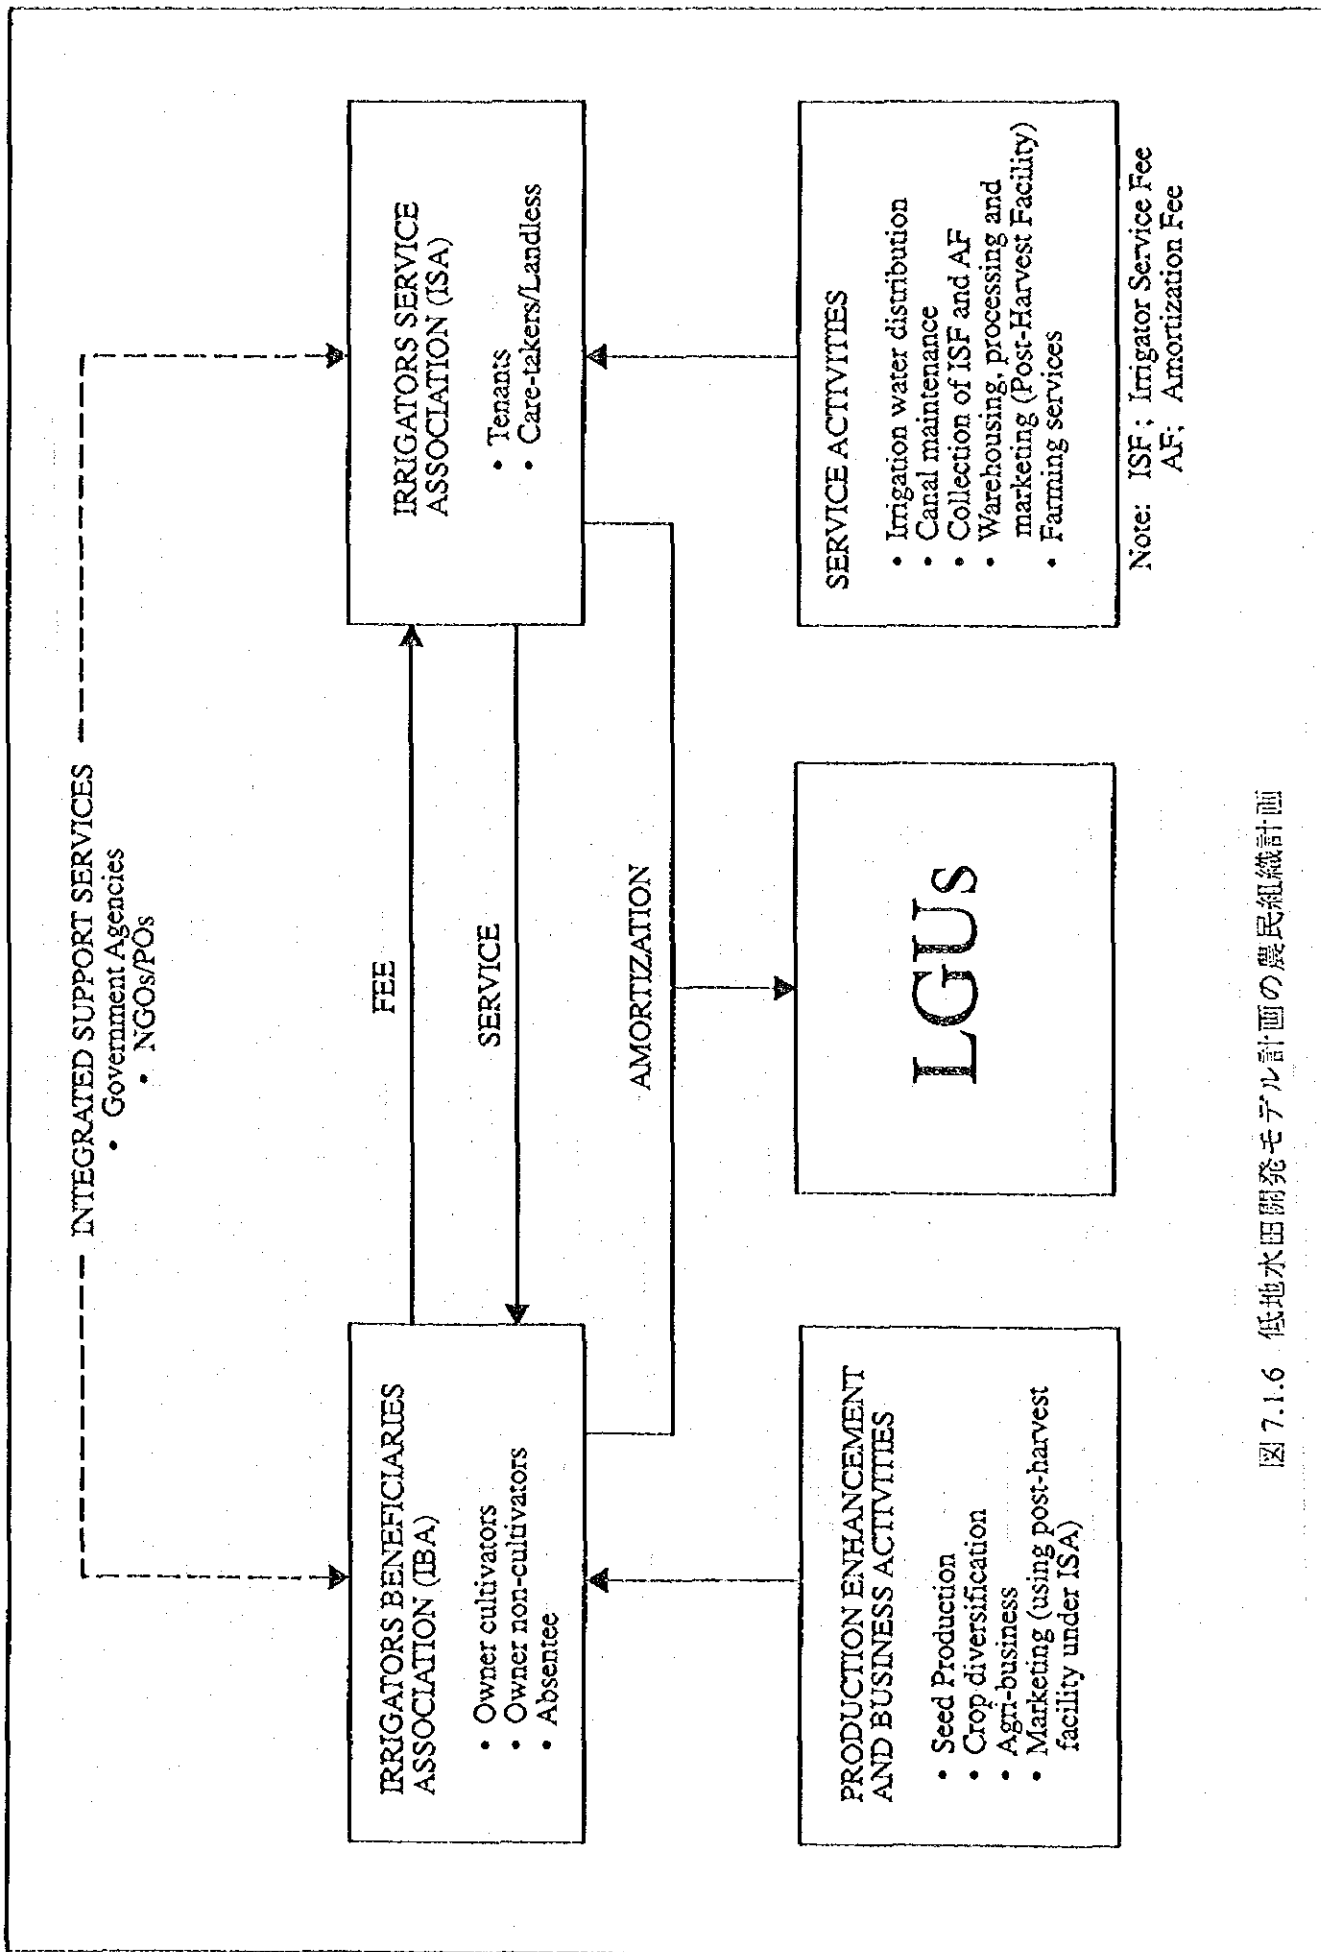 INTEGRATED SUPPORT SERVICES
• Government Agencies
• NGOs/POs
IRRIGATORS BENEFICIARIES
ASSOCIATION (IBA)
• Owner cultivators
• Owner non-cultivators
• Absentee
FEE
SERVICE
IRRIGATORS SERVICE
ASSOCIATION (ISA)
• Tenants
• Care-takers/Landless
AMORTIZATION
PRODUCTION ENHANCEMENT
AND BUSINESS ACTIVITIES
• Seed Production
• Crop diversification
• Agri-business
• Marketing (using post-harvest
facility under ISA)
LGUs
SERVICE ACTIVITIES
• Irrigation water distribution
• Canal maintenance
• Collection of ISF and AF
• Warehousing, processing and
marketing (Post-Harvest Facility)
• Farming services
Note: ISF; Irrigator Service Fee
AF; Amortization Fee
図 7.1.6 低地水田開発モデル計画の農民組織計画